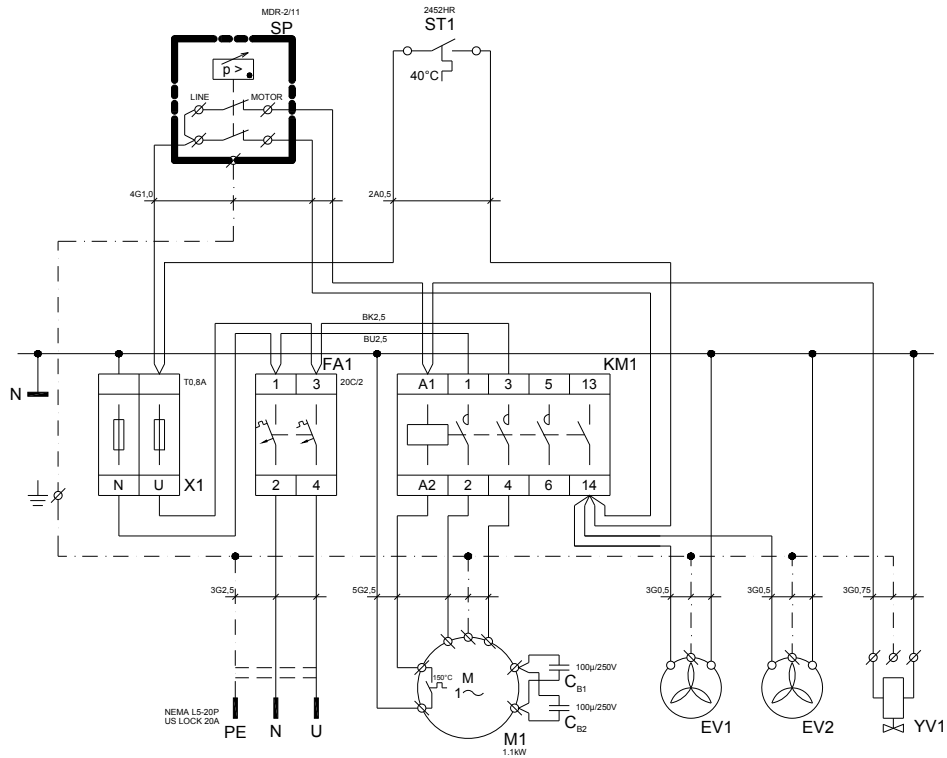 MDR-2/11
SP
p >
LINE
MOTOR
2452HR
ST1
40°C
4G1,0
2A0,5
BK2,5
BU2,5
N
T0,8A
FA1
20C/2
KM1
1 3
A1 1 3 5 13
N U
X1
2 4
A2 2 4 6 14
3G2,5
5G2,5
3G0,5
3G0,5
3G0,75
150°C
M
1
100µ/250V
CB1
100µ/250V
CB2
NEMA L5-20P
US LOCK 20A
PE
N
U
M1
1.1kW
EV1
EV2
YV1